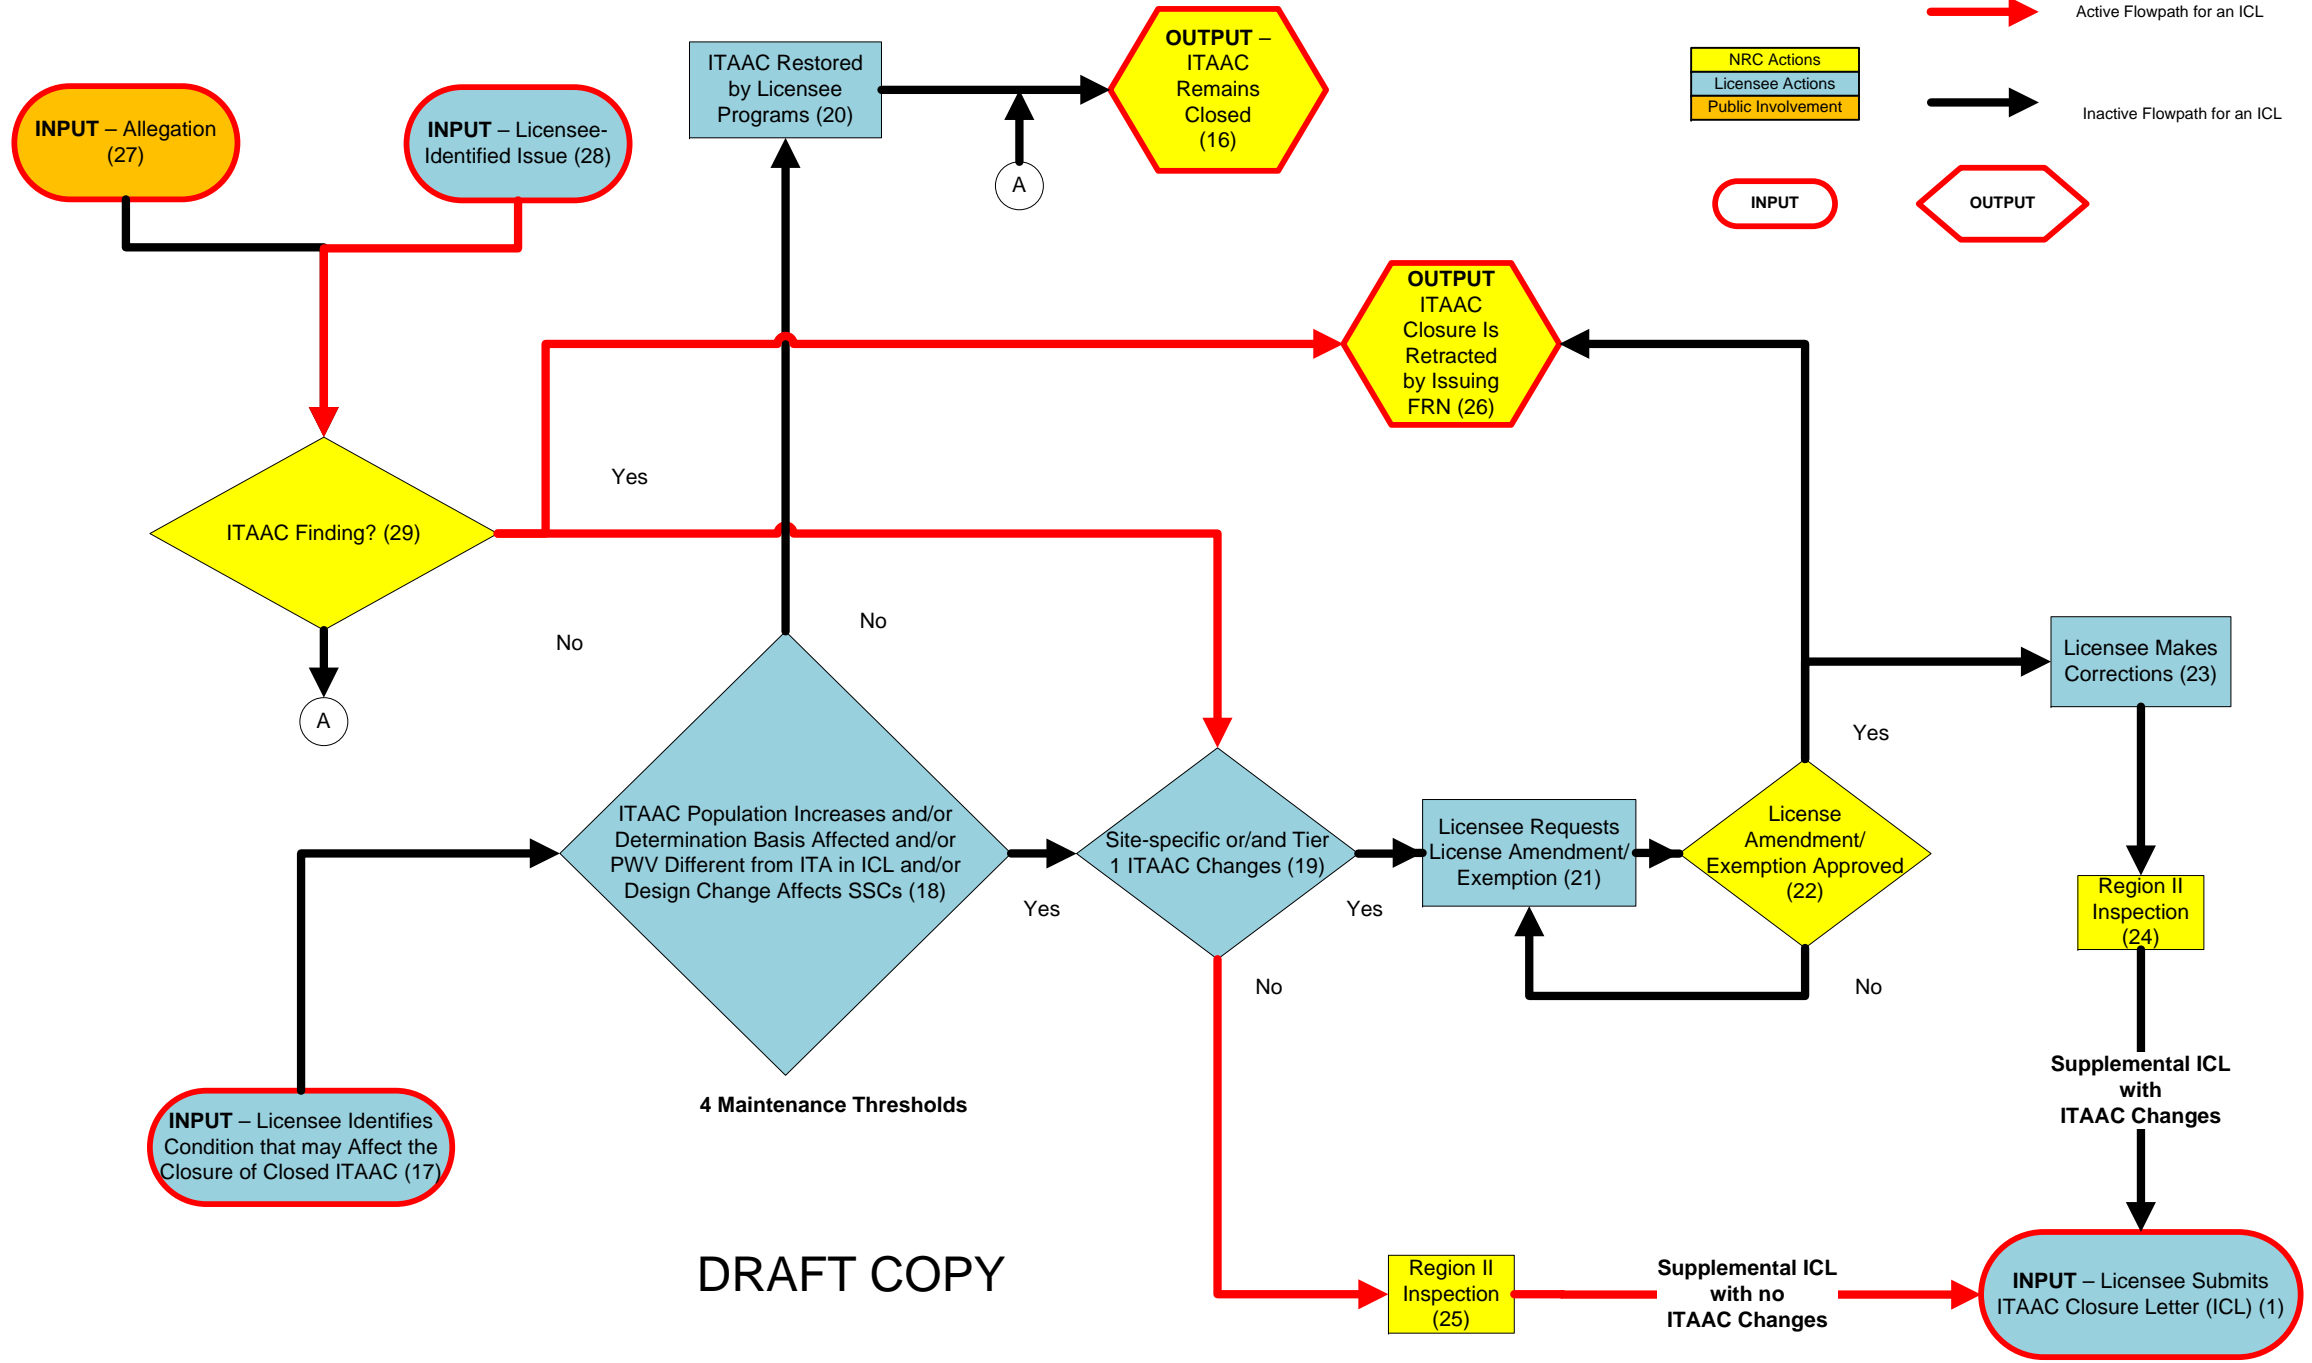 Active Flowpath for an ICL
NRC Actions
Licensee Actions
Public Involvement
Inactive Flowpath for an ICL
INPUT
OUTPUT
INPUT – Allegation
(27)
INPUT – Licensee-
Identified Issue (28)
ITAAC Restored
by Licensee
Programs (20)
OUTPUT –
ITAAC
Remains
Closed
(16)
A
OUTPUT
ITAAC
Closure Is
Retracted
by Issuing
FRN (26)
Yes
ITAAC Finding? (29)
No
No
A
Licensee Makes
Corrections (23)
Yes
ITAAC Population Increases and/or
Determination Basis Affected and/or
PWV Different from ITA in ICL and/or
Design Change Affects SSCs (18)
Yes
Site-specific or/and Tier
1 ITAAC Changes (19)
Yes
No
Licensee Requests
License Amendment/
Exemption (21)
License
Amendment/
Exemption Approved
(22)
No
Region II
Inspection
(24)
Supplemental ICL
with
ITAAC Changes
4 Maintenance Thresholds
INPUT – Licensee Identifies
Condition that may Affect the
Closure of Closed ITAAC (17)
DRAFT COPY
Region II
Inspection
(25)
Supplemental ICL
with no
ITAAC Changes
INPUT – Licensee Submits
ITAAC Closure Letter (ICL) (1)